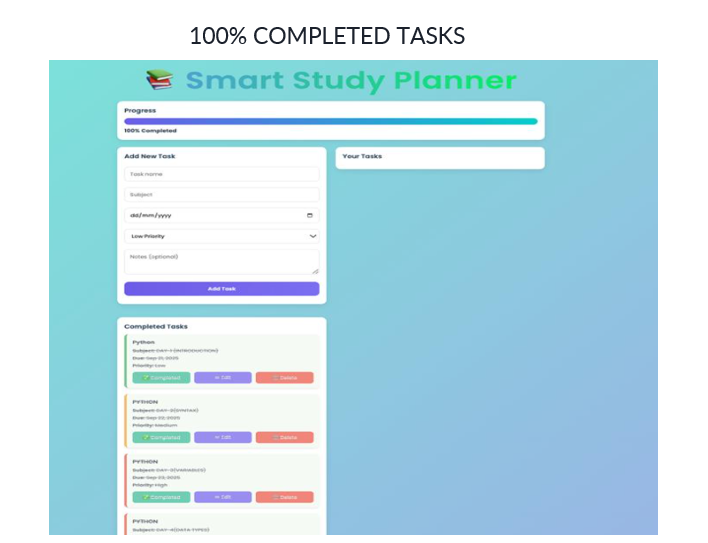 100% COMPLETED TASKS
📚 Smart Study Planner
Progress
100% Completed
Add New Task
Task name
Subject
dd/mm/yyyy
Low Priority
Notes (optional)
Add Task
Your Tasks
Completed Tasks
Python
Subject: DAY-1 (INTRODUCTION)
Due: Sep 21, 2025
Priority: Low
Completed
Edit
Delete
PYTHON
Subject: DAY-2(SYNTAX)
Due: Sep 22, 2025
Priority: Medium
Completed
Edit
Delete
PYTHON
Subject: DAY-3(VARIABLES)
Due: Sep 23, 2025
Priority: High
Completed
Edit
Delete
PYTHON
Subject: DAY-4(DATA TYPES)